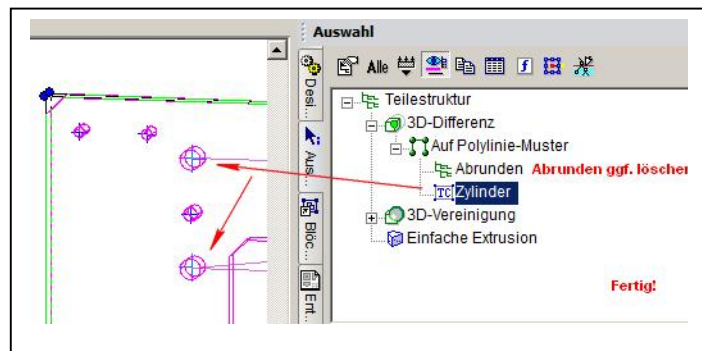 Auswahl
Alle
Desi...
Aus...
Blöc...
Ent...
Teilestruktur
3D-Differenz
Auf Polylinie-Muster
Abrunden Abrunden ggf. löschen
TC Zylinder
3D-Vereinigung
Einfache Extrusion
Fertig!